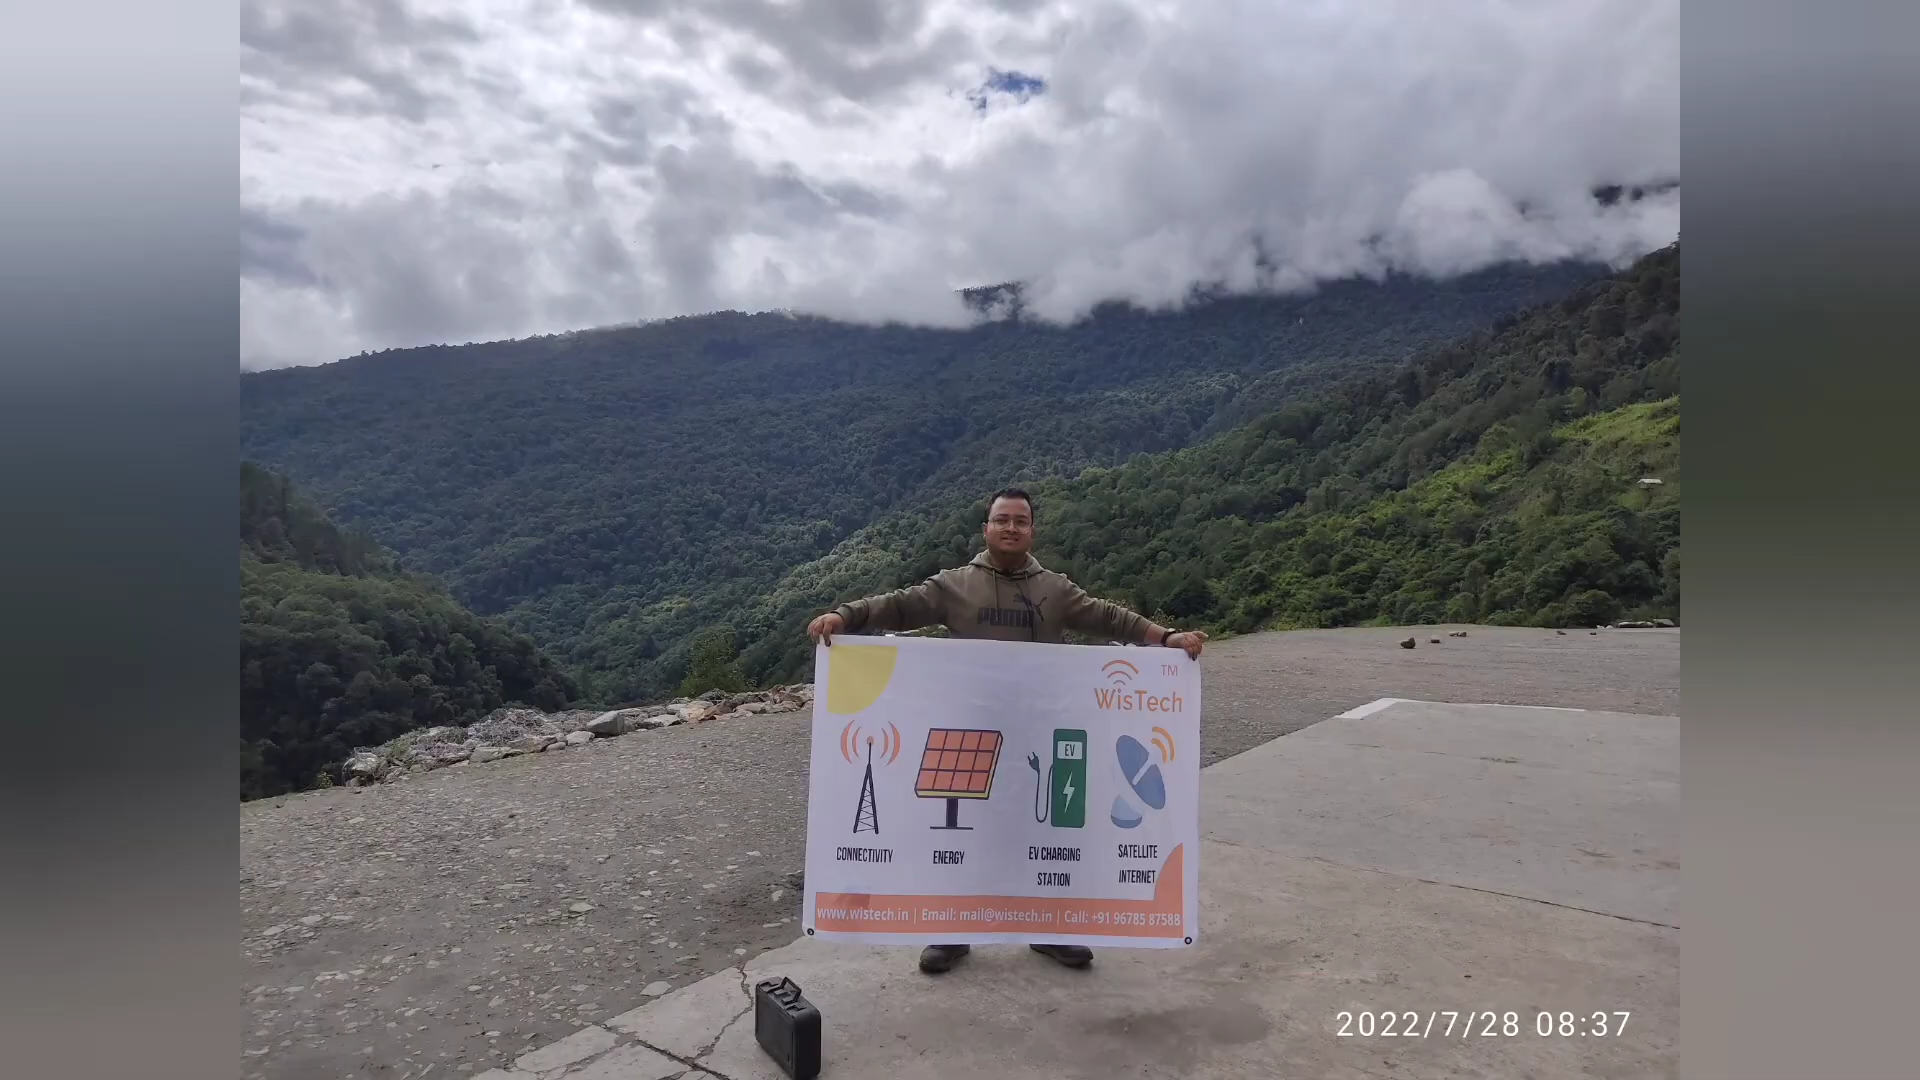 PUMA
TM
WisTech
EV
CONNECTIVITY
ENERGY
EV CHARGING
STATION
SATELLITE
INTERNET
www.wistech.in | Email: mail@wistech.in | Call: +91 96785 87588
2022/7/28 08:37